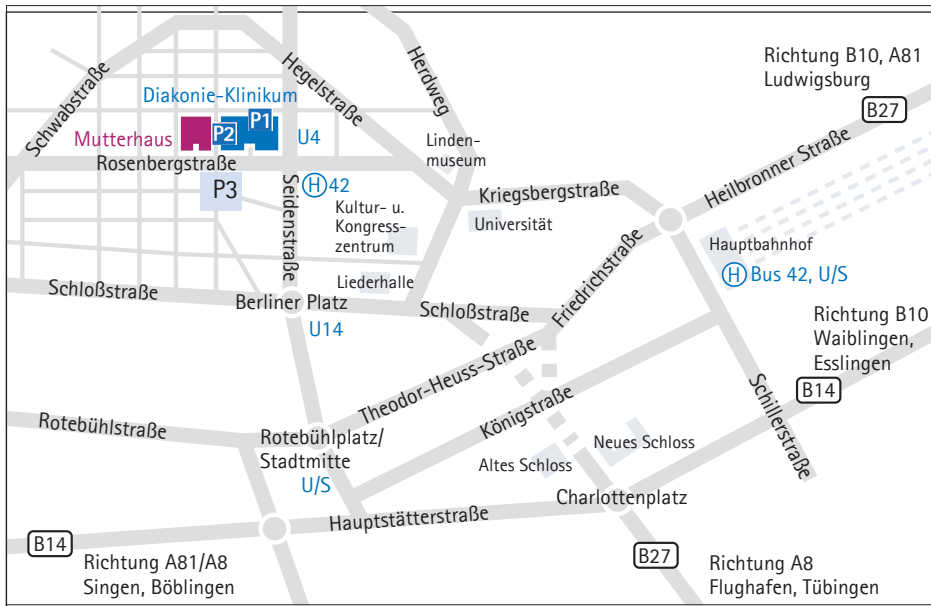 Richtung B10, A81
Ludwigsburg
B27
Schwabstraße
Hegelstraße
Herdweg
Diakonie-Klinikum
P1
P2
Mutterhaus
U4
Linden-
museum
Heilbronner Straße
Rosenbergstraße
P3
Seidenstraße
H 42
Kriegsbergstraße
Kultur- u.
Kongress-
zentrum
Universität
Hauptbahnhof
H Bus 42, U/S
Friedrichstraße
Liederhalle
Schloßstraße
Berliner Platz
Schloßstraße
U14
Richtung B10
Waiblingen,
Esslingen
B14
Theodor-Heuss-Straße
Königstraße
Schillerstraße
Rotebühlstraße
Rotebühlplatz/
Stadtmitte
U/S
Altes Schloss
Neues Schloss
Charlottenplatz
Hauptstätterstraße
B14
Richtung A81/A8
Singen, Böblingen
B27
Richtung A8
Flughafen, Tübingen